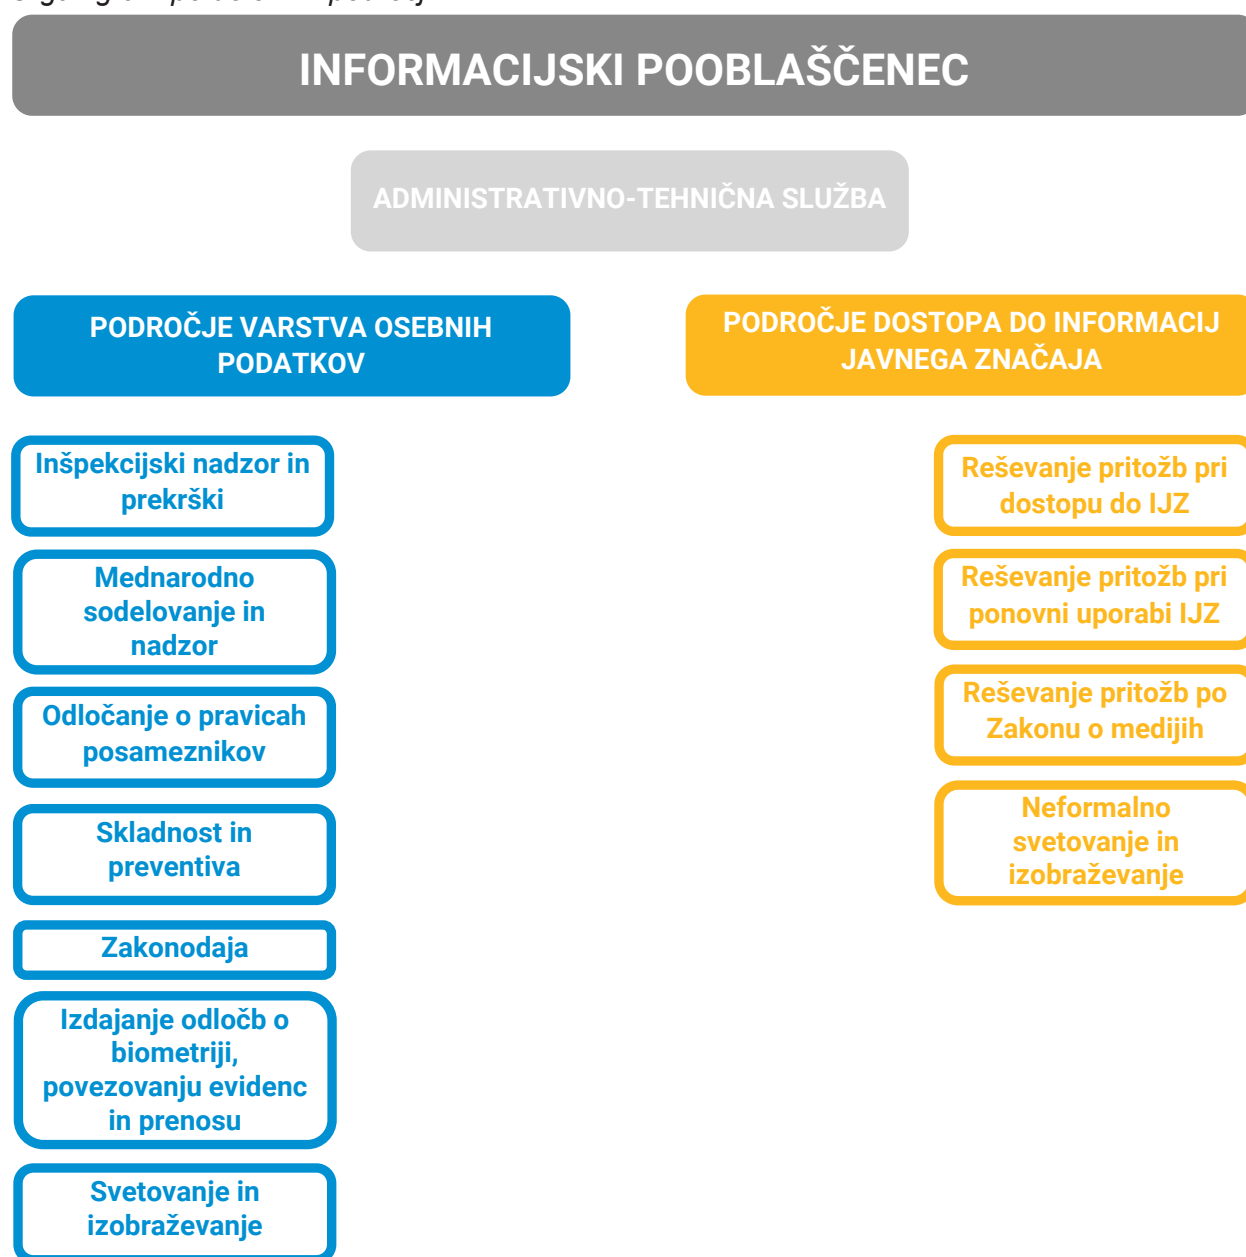 INFORMACIJSKI POOBLAŠČENEC
ADMINISTRATIVNO-TEHNIČNA SLUŽBA
PODROČJE VARSTVA OSEBNIH
PODATKOV
Inšpekcijski nadzor in
prekrški
Mednarodno
sodelovanje in
nadzor
Odločanje o pravicah
posameznikov
Skladnost in
preventiva
Zakonodaja
Izdajanje odločb o
biometriji,
povezovanju evidenc
in prenosu
Svetovanje in
izobraževanje
PODROČJE DOSTOPA DO INFORMACIJ
JAVNEGA ZNAČAJA
Reševanje pritožb pri
dostopu do IJZ
Reševanje pritožb pri
ponovni uporabi IJZ
Reševanje pritožb po
Zakonu o medijih
Neformalno
svetovanje in
izobraževanje